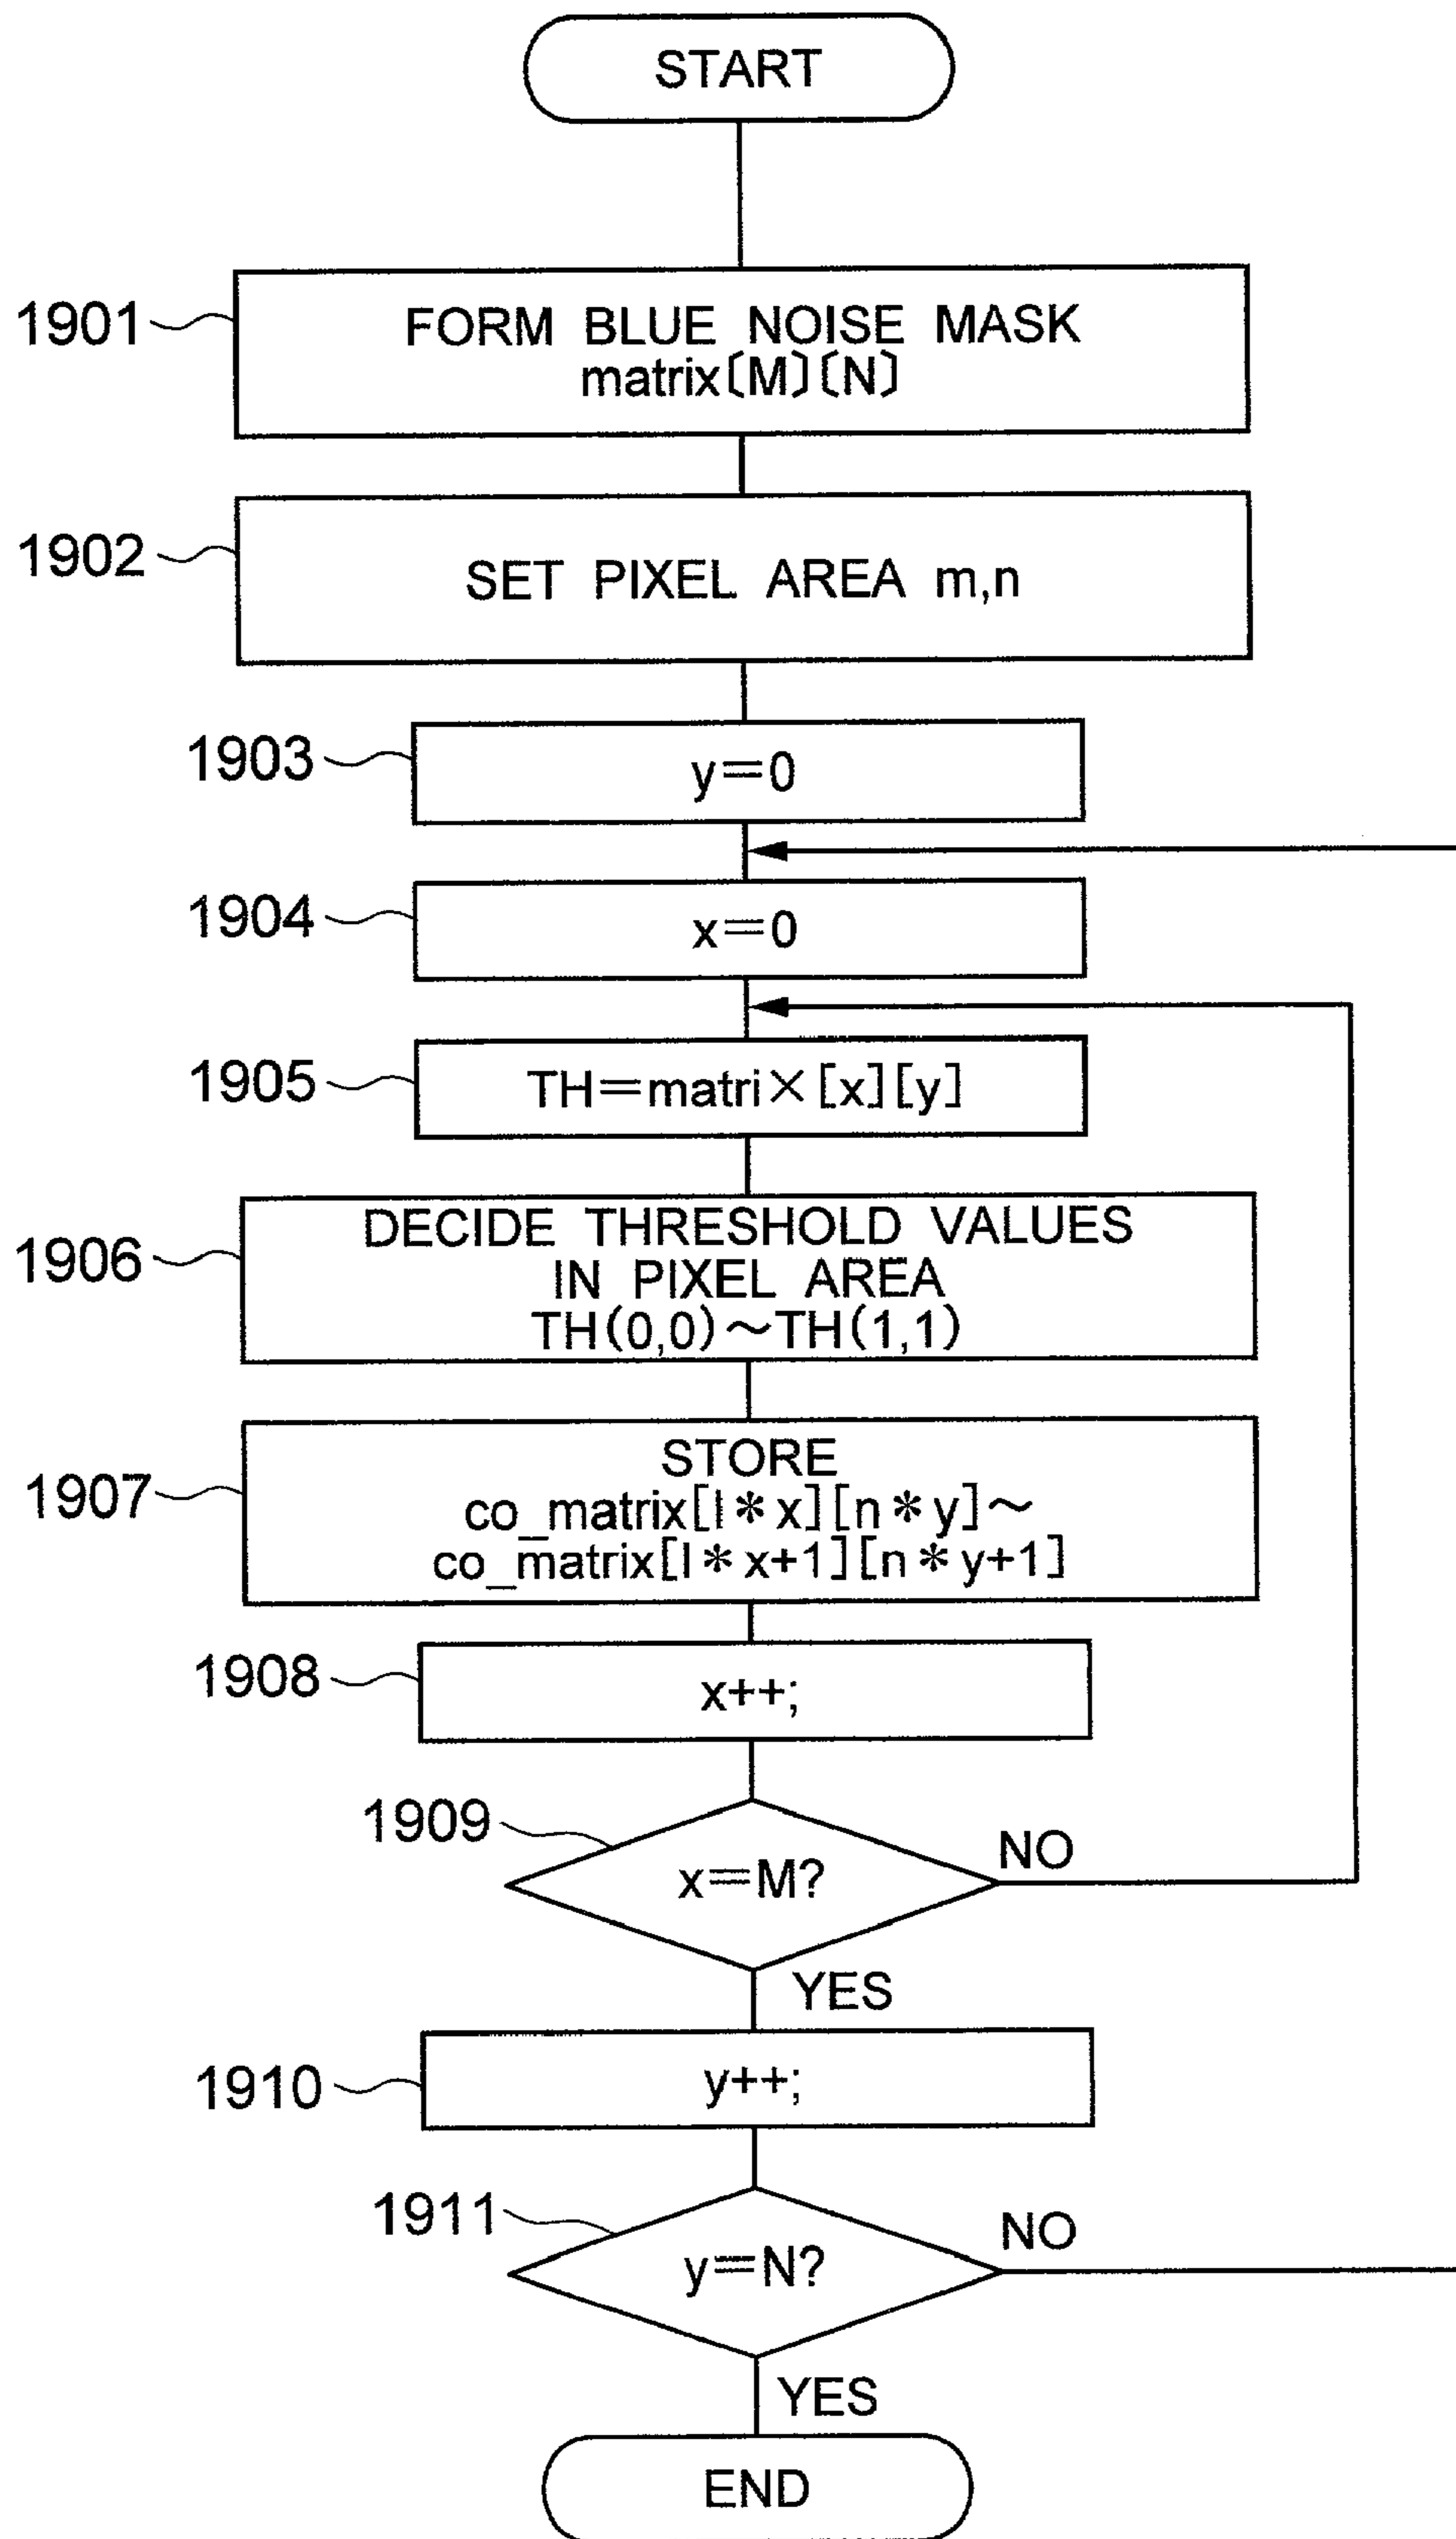 START
1901
FORM BLUE NOISE MASK
matrix〔M〕〔N〕
1902
SET PIXEL AREA m,n
1903
y=0
1904
x=0
1905
TH=matri×[x][y]
1906
DECIDE THRESHOLD VALUES
IN PIXEL AREA
TH(0,0)~TH(1,1)
1907
STORE
co_matrix[l*x][n*y]~
co_matrix[l*x+1][n*y+1]
1908
x++;
1909
x=M?
NO
YES
1910
y++;
1911
y=N?
NO
YES
END